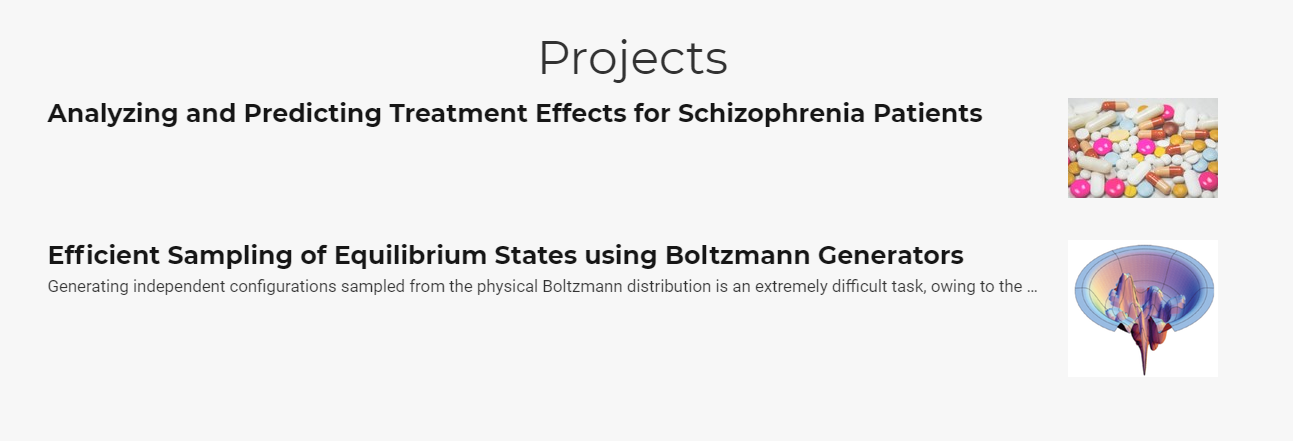 Projects
Analyzing and Predicting Treatment Effects for Schizophrenia Patients
Efficient Sampling of Equilibrium States using Boltzmann Generators
Generating independent configurations sampled from the physical Boltzmann distribution is an extremely difficult task, owing to the ...